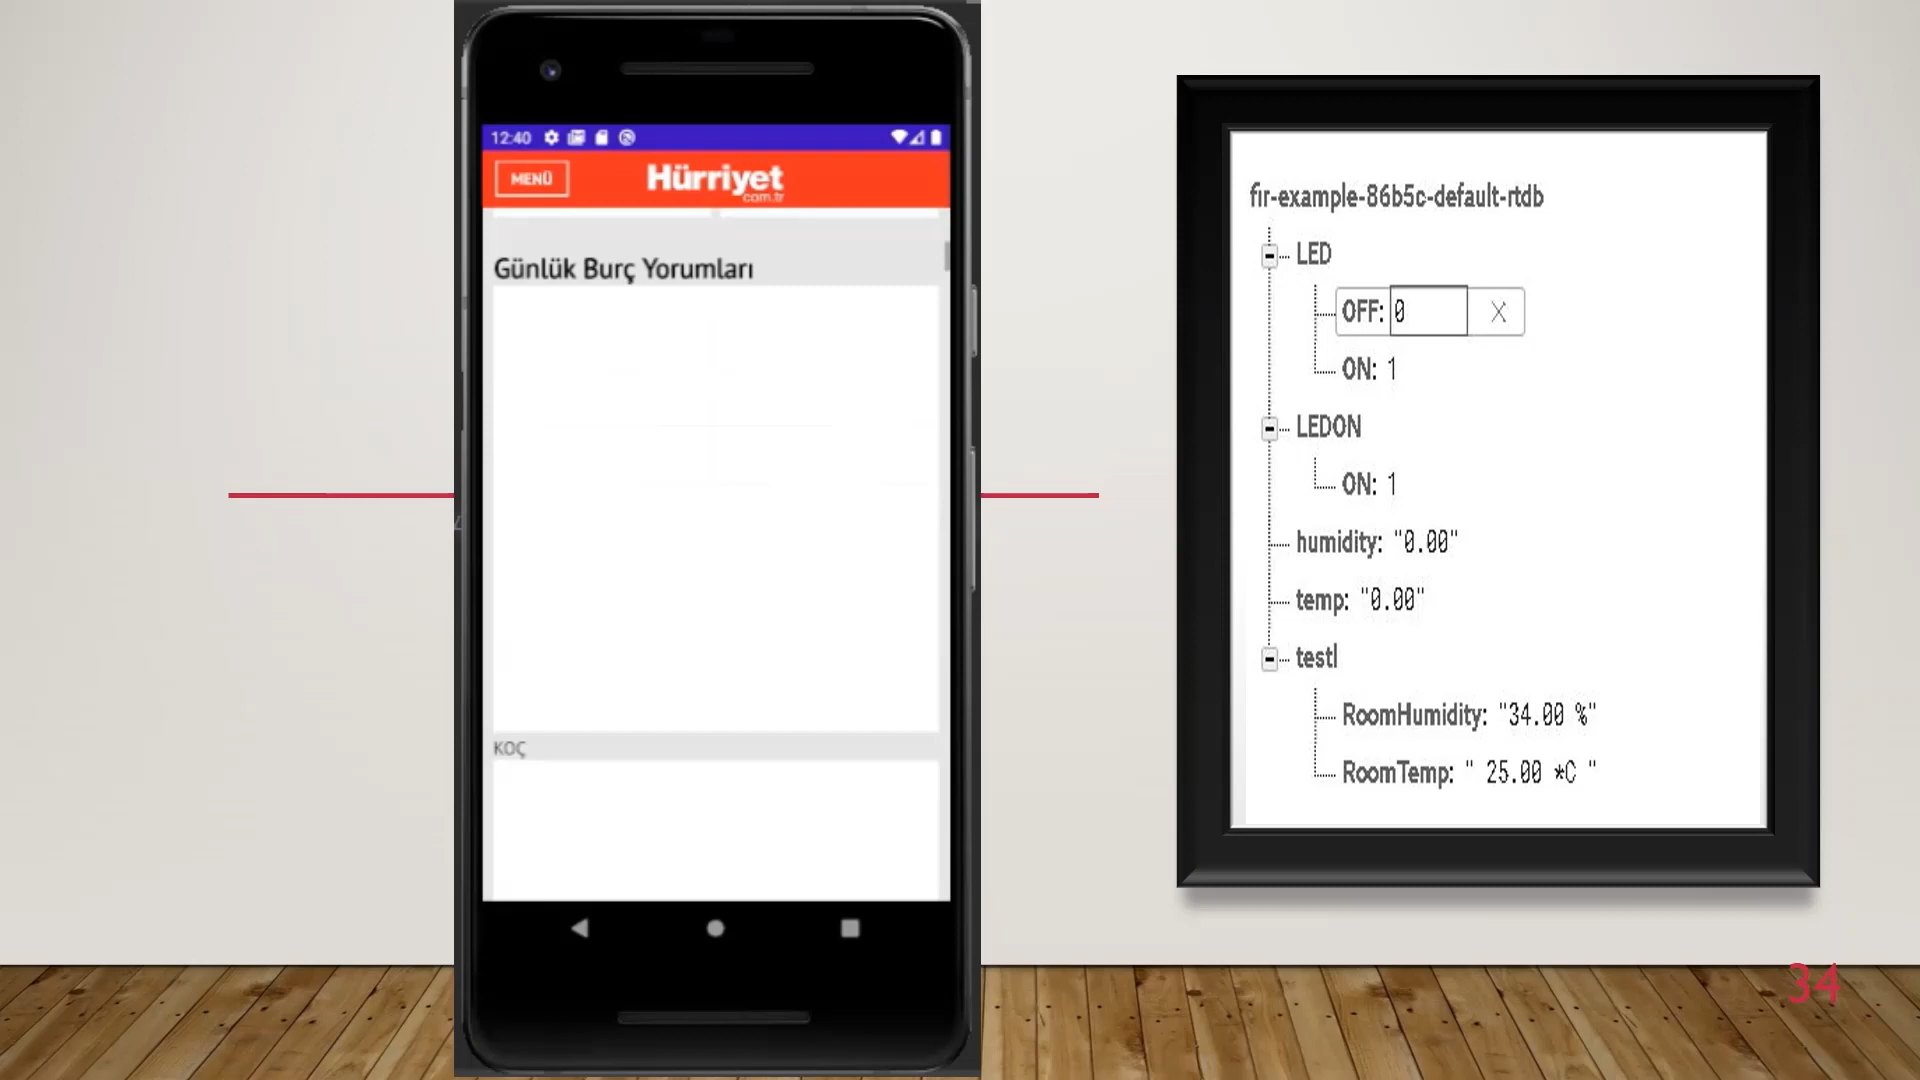 12:40
MENÜ
Hürriyet
com.tr
Günlük Burç Yorumları
KOÇ
fir-example-86b5c-default-rtdb
LED
OFF: 0
ON: 1
LEDON
ON: 1
humidity: "0.00"
temp: "0.00"
testl
RoomHumidity: "34.00 %"
RoomTemp: " 25.00 *C "
34